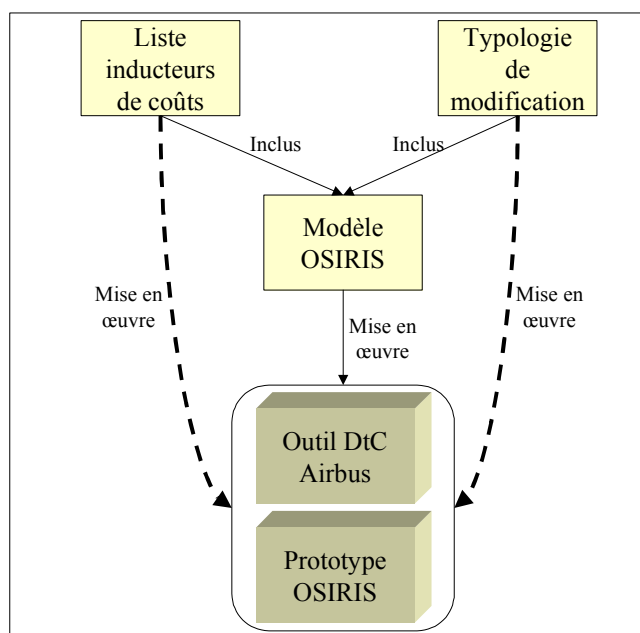 Liste
inducteurs
de coûts
Typologie
de
modification
Inclus
Inclus
Modèle
OSIRIS
Mise en
œuvre
Mise en
œuvre
Mise en
œuvre
Outil DtC
Airbus
Prototype
OSIRIS